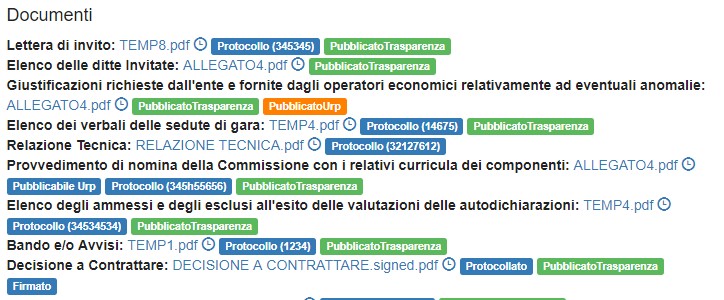 Documenti
Lettera di invito: TEMP8.pdf Protocollo (345345) PubblicatoTrasparenza
Elenco delle ditte Invitate: ALLEGATO4.pdf PubblicatoTrasparenza
Giustificazioni richieste dall'ente e fornite dagli operatori economici relativamente ad eventuali anomalie:
ALLEGATO4.pdf PubblicatoTrasparenza PubblicatoUrp
Elenco dei verbali delle sedute di gara: TEMP4.pdf Protocollo (14675) PubblicatoTrasparenza
Relazione Tecnica: RELAZIONE TECNICA.pdf Protocollo (32127612)
Provvedimento di nomina della Commissione con i relativi curricula dei componenti: ALLEGATO4.pdf
Pubblicabile Urp Protocollo (345h55656) PubblicatoTrasparenza
Elenco degli ammessi e degli esclusi all'esito delle valutazioni delle autodichiarazioni: TEMP4.pdf
Protocollo (34534534) PubblicatoTrasparenza
Bando e/o Avvisi: TEMP1.pdf Protocollo (1234) PubblicatoTrasparenza
Decisione a Contrattare: DECISIONE A CONTRATTARE.signed.pdf Protocollato PubblicatoTrasparenza
Firmato